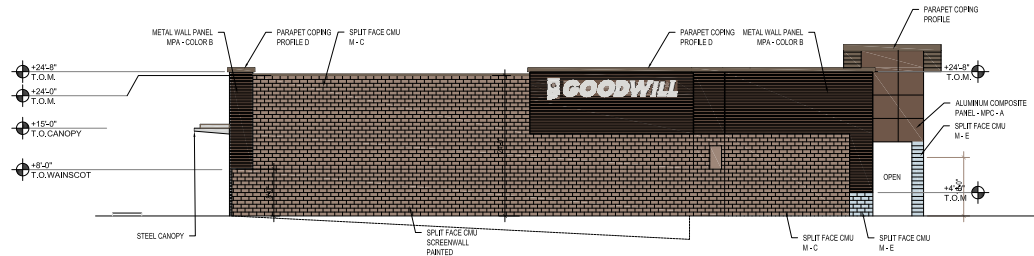 PARAPET COPING
PROFILE
METAL WALL PANEL
MPA - COLOR B
PARAPET COPING
PROFILE D
SPLIT FACE CMU
M - C
PARAPET COPING
PROFILE D
METAL WALL PANEL
MPA - COLOR B
+24'-8"
T.O.M.
+24'-0"
T.O.M.
+15'-0"
T.O.CANOPY
+8'-0"
T.O.WAINSCOT
GOODWILL
+24'-8"
T.O.M.
ALUMINUM COMPOSITE
PANEL - MPC - A
SPLIT FACE CMU
M - E
OPEN
T.O.M
STEEL CANOPY
SPLIT FACE CMU
SCREENWALL
PAINTED
SPLIT FACE CMU
M - C
SPLIT FACE CMU
M - E